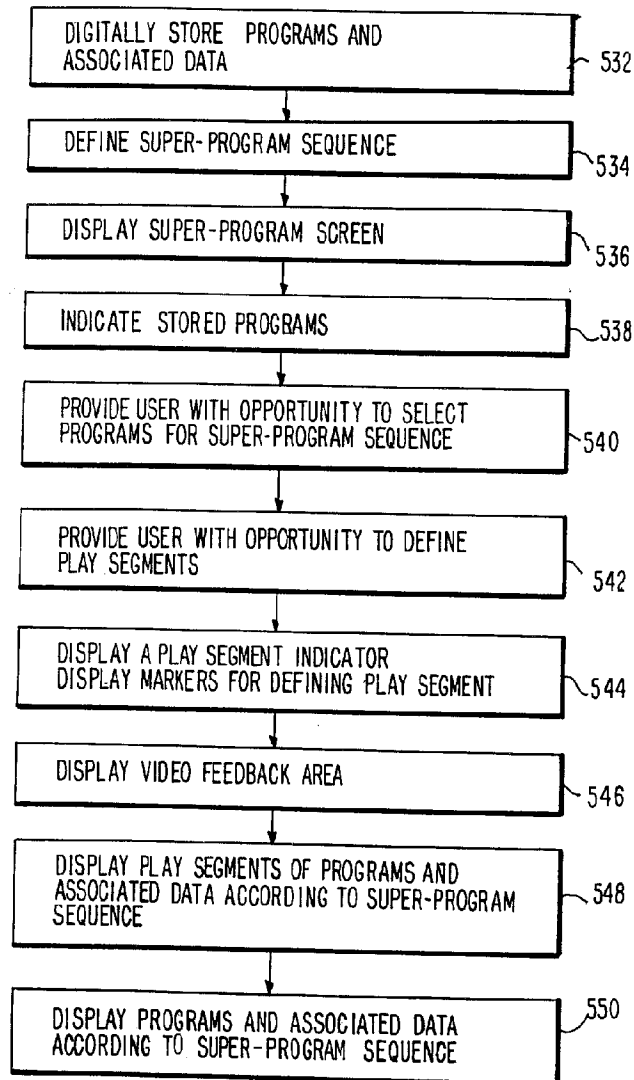 DIGITALLY STORE PROGRAMS AND
ASSOCIATED DATA
532
DEFINE SUPER-PROGRAM SEQUENCE
534
DISPLAY SUPER-PROGRAM SCREEN
536
INDICATE STORED PROGRAMS
538
PROVIDE USER WITH OPPORTUNITY TO SELECT
PROGRAMS FOR SUPER-PROGRAM SEQUENCE
540
PROVIDE USER WITH OPPORTUNITY TO DEFINE
PLAY SEGMENTS
542
DISPLAY A PLAY SEGMENT INDICATOR
DISPLAY MARKERS FOR DEFINING PLAY SEGMENT
544
DISPLAY VIDEO FEEDBACK AREA
546
DISPLAY PLAY SEGMENTS OF PROGRAMS AND
ASSOCIATED DATA ACCORDING TO SUPER-PROGRAM
SEQUENCE
548
DISPLAY PROGRAMS AND ASSOCIATED DATA
ACCORDING TO SUPER-PROGRAM SEQUENCE
550